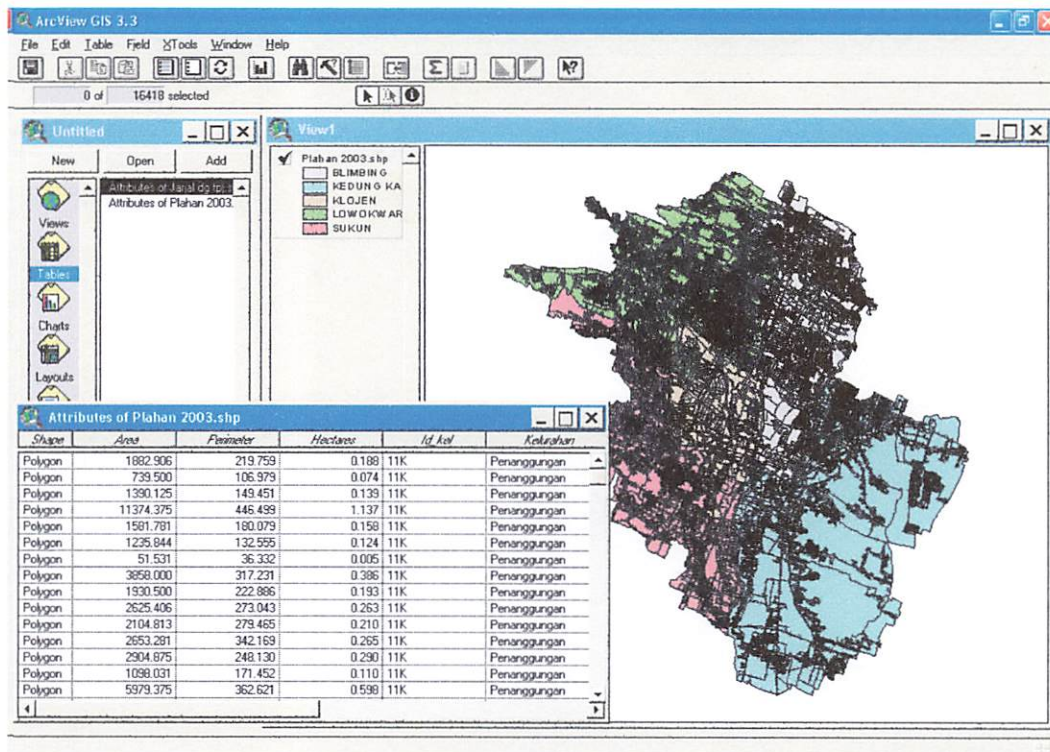 ArcView GIS 3.3
File Edit Table Field XTools Window Help
0 of 16418 selected
Untitled
New Open Add
Views
Tables
Charts
Layouts
Attributes of
Attributes of Plahan 2003.
View1
Plahan 2003.shp
BLIMBING
KEDUNG KA
KLOJEN
LOWOKWAR
SUKUN
Attributes of Plahan 2003.shp
Shape Area Perimeter Hectares Id_kel Kelurahan
Polygon 1882.906 219.759 0.188 11K Penanggungan
Polygon 739.500 106.979 0.074 11K Penanggungan
Polygon 1390.125 149.451 0.139 11K Penanggungan
Polygon 11374.375 446.499 1.137 11K Penanggungan
Polygon 1581.781 180.079 0.158 11K Penanggungan
Polygon 1235.844 132.555 0.124 11K Penanggungan
Polygon 51.531 36.332 0.005 11K Penanggungan
Polygon 3858.000 317.231 0.386 11K Penanggungan
Polygon 1930.500 222.886 0.193 11K Penanggungan
Polygon 2625.406 273.043 0.263 11K Penanggungan
Polygon 2104.813 279.465 0.210 11K Penanggungan
Polygon 2653.281 342.169 0.265 11K Penanggungan
Polygon 2904.875 248.130 0.290 11K Penanggungan
Polygon 1098.031 171.452 0.110 11K Penanggungan
Polygon 5979.375 362.621 0.598 11K Penanggungan